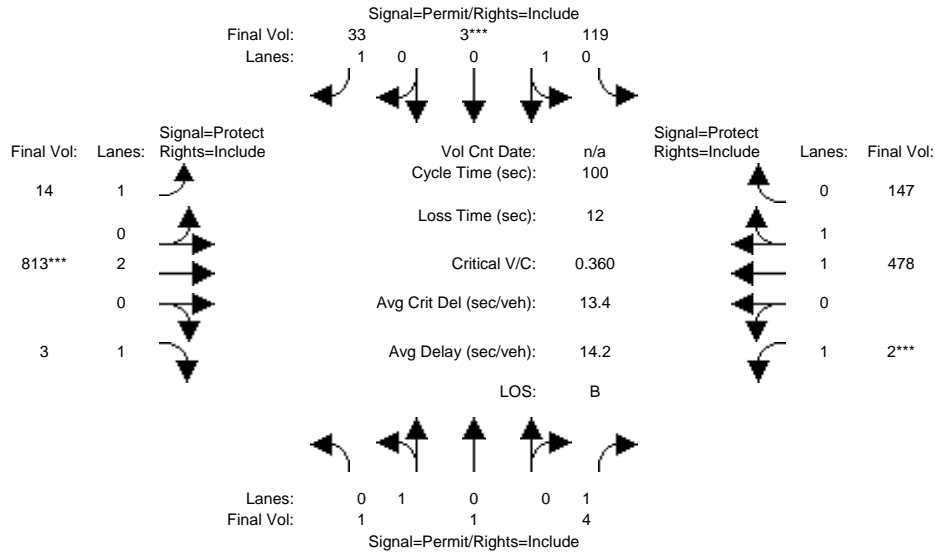 Signal=Permit/Rights=Include
Final Vol: 33 3*** 119
Lanes: 1 0 0 1 0
Signal=Protect Signal=Protect
Final Vol: Lanes: Rights=Include Vol Cnt Date: n/a Rights=Include Lanes: Final Vol:
Cycle Time (sec): 100
14 1 0 147
Loss Time (sec): 12
0 1
813*** 2 Critical V/C: 0.360 1 478
0 Avg Crit Del (sec/veh): 13.4 0
3 1 Avg Delay (sec/veh): 14.2 1 2***
LOS: B
Lanes: 0 1 0 0 1
Final Vol: 1 1 4
Signal=Permit/Rights=Include